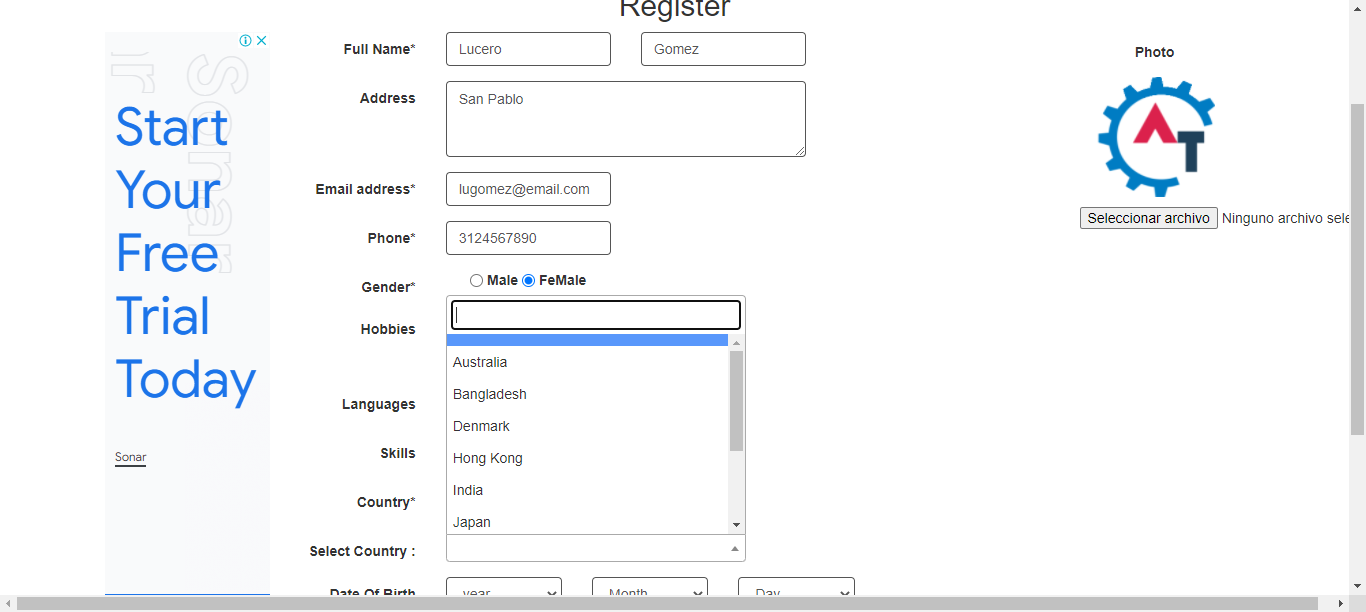 Register
Full Name*
Lucero
Gomez
Address
San Pablo
Email address*
lugomez@email.com
Phone*
3124567890
Gender*
Male
FeMale
Hobbies
Languages
Skills
Country*
Australia
Bangladesh
Denmark
Hong Kong
India
Japan
Select Country :
Date Of Birth
year
Month
Day
Photo
AT
Seleccionar archivo
Ninguno archivo sele
Sonar
Start
Your
Free
Trial
Today
Sonar